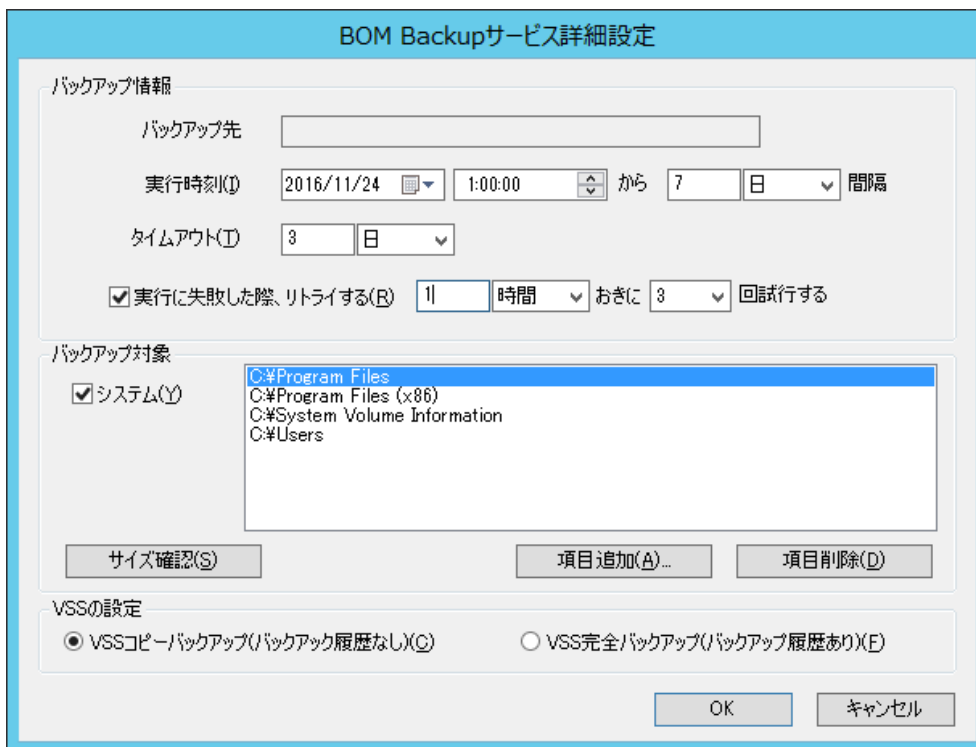 BOM Backupサービス詳細設定
バックアップ情報
バックアップ先
実行時刻(I) 2016/11/24 1:00:00 から 7 日 間隔
タイムアウト(T) 3 日
実行に失敗した際、リトライする(R) 1 時間 おきに 3 回試行する
バックアップ対象
システム(Y)
C:¥Program Files
C:¥Program Files (x86)
C:¥System Volume Information
C:¥Users
サイズ確認(S) 項目追加(A)... 項目削除(D)
VSSの設定
VSSコピーバックアップ(バックアック履歴なし)(C) VSS完全バックアップ(バックアップ履歴あり)(F)
OK キャンセル